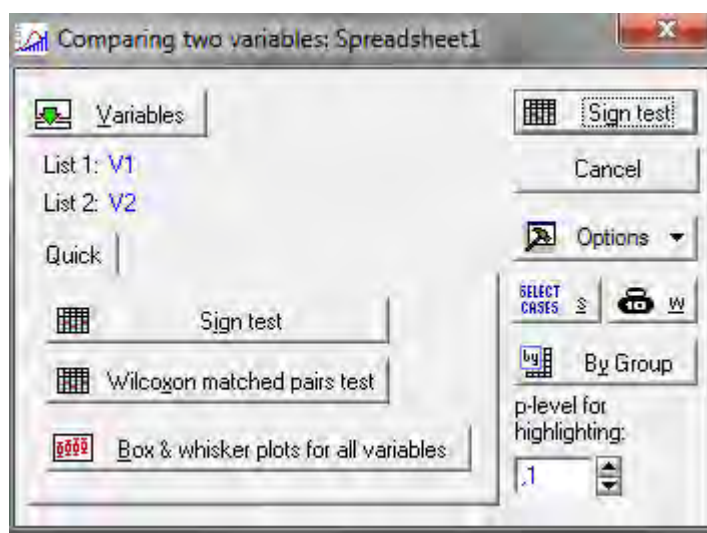 Comparing two variables: Spreadsheet1
Variables
List 1: V1
List 2: V2
Quick
Sign test
Wilcoxon matched pairs test
Box & whisker plots for all variables
Sign test
Cancel
Options
SELECT CASES S
W
By Group
p-level for
highlighting:
,1